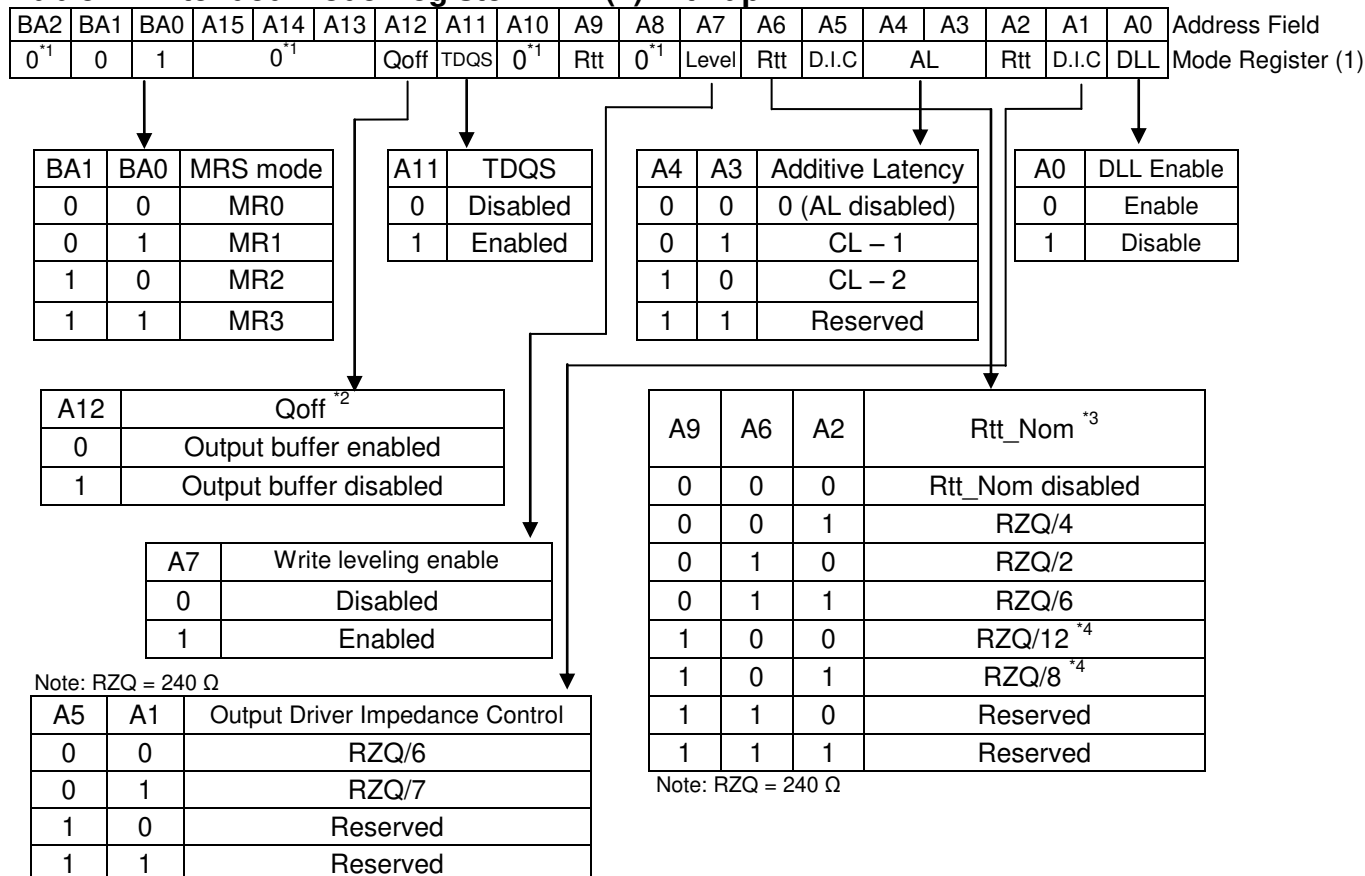 BA2 BA1 BA0 A15 A14 A13 A12 A11 A10 A9 A8 A7 A6 A5 A4 A3 A2 A1 A0 Address Field
0*1 0 1 0*1 Qoff TDQS 0*1 Rtt 0*1 Level Rtt D.I.C AL Rtt D.I.C DLL Mode Register (1)
BA1 BA0 MRS mode
0 0 MR0
0 1 MR1
1 0 MR2
1 1 MR3
A11 TDQS
0 Disabled
1 Enabled
A4 A3 Additive Latency
0 0 0 (AL disabled)
0 1 CL – 1
1 0 CL – 2
1 1 Reserved
A0 DLL Enable
0 Enable
1 Disable
A12 Qoff *2
0 Output buffer enabled
1 Output buffer disabled
A9 A6 A2 Rtt_Nom *3
0 0 0 Rtt_Nom disabled
0 0 1 RZQ/4
0 1 0 RZQ/2
0 1 1 RZQ/6
1 0 0 RZQ/12 *4
1 0 1 RZQ/8 *4
1 1 0 Reserved
1 1 1 Reserved
Note: RZQ = 240 Ω
A7 Write leveling enable
0 Disabled
1 Enabled
Note: RZQ = 240 Ω
A5 A1 Output Driver Impedance Control
0 0 RZQ/6
0 1 RZQ/7
1 0 Reserved
1 1 Reserved